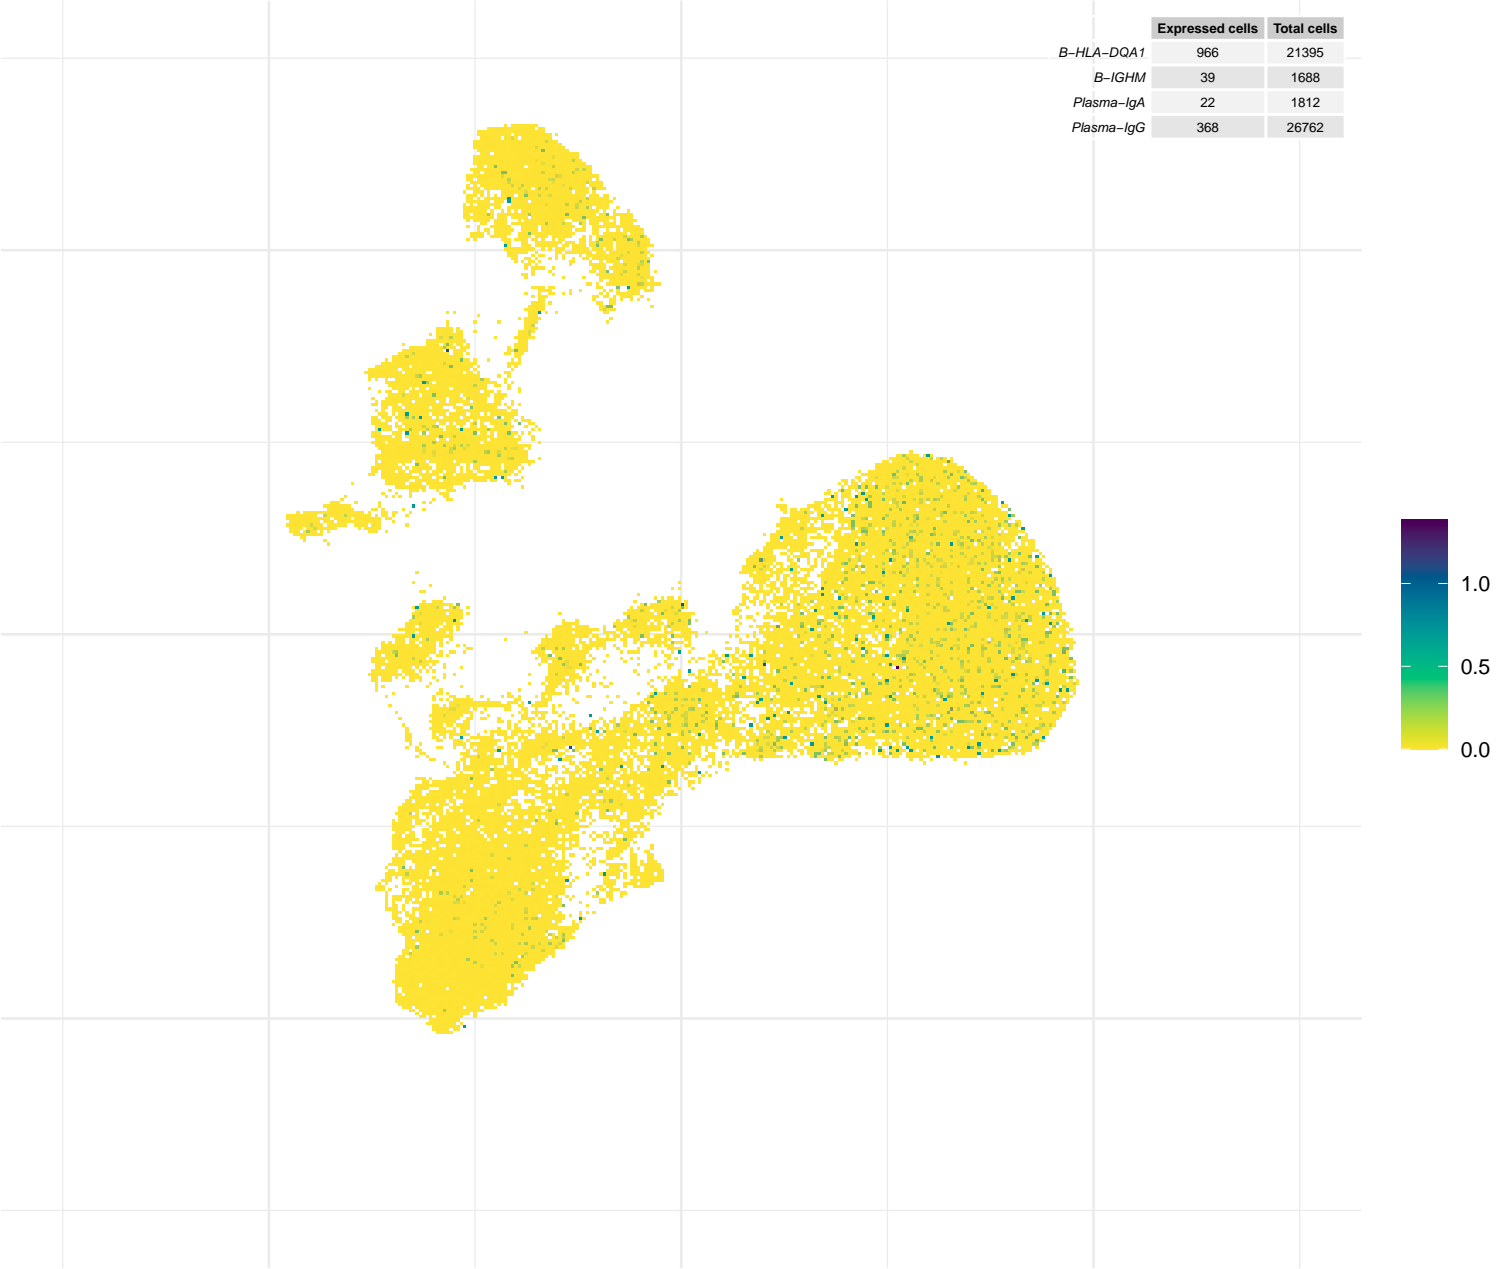 Expressed cells Total cells
B−HLA−DQA1 966 21395
B−IGHM 39 1688
Plasma−IgA 22 1812
Plasma−IgG 368 26762
1.0
0.5
0.0